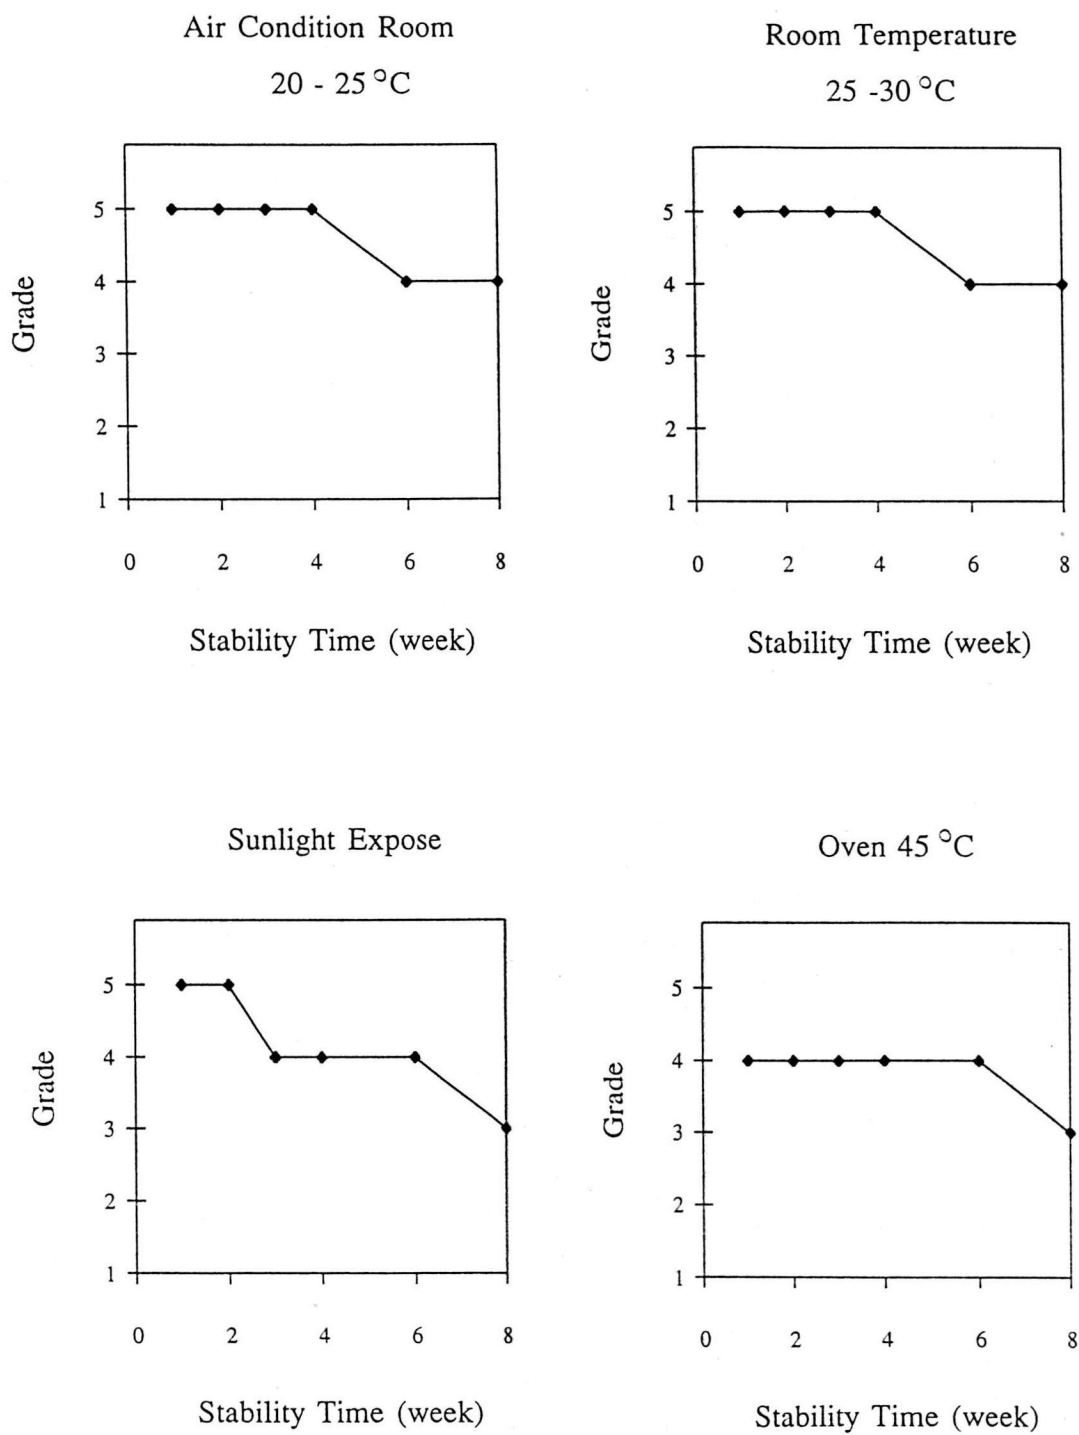 Air Condition Room
20 - 25 °C
5
4
3
2
1
Grade
0 2 4 6 8
Stability Time (week)
Room Temperature
25 -30 °C
5
4
3
2
1
Grade
0 2 4 6 8
Stability Time (week)
Sunlight Expose
5
4
3
2
1
Grade
0 2 4 6 8
Stability Time (week)
Oven 45 °C
5
4
3
2
1
Grade
0 2 4 6 8
Stability Time (week)